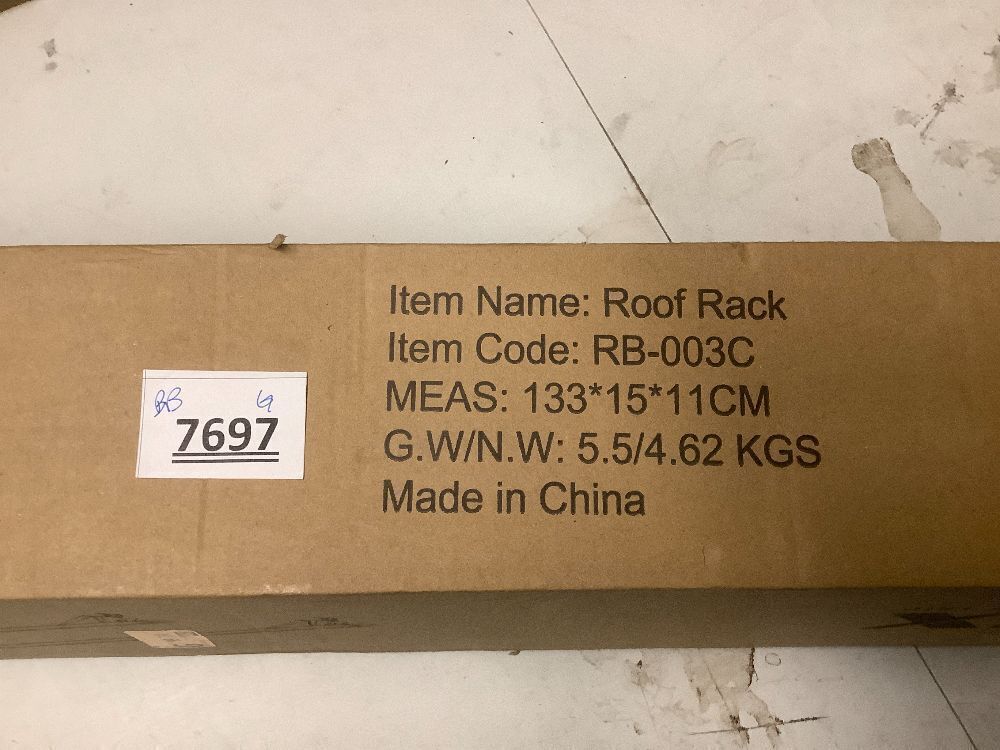 Item Name: Roof Rack
Item Code: RB-003C
MEAS: 133*15*11CM
G.W/N.W: 5.5/4.62 KGS
Made in China
BB
7697